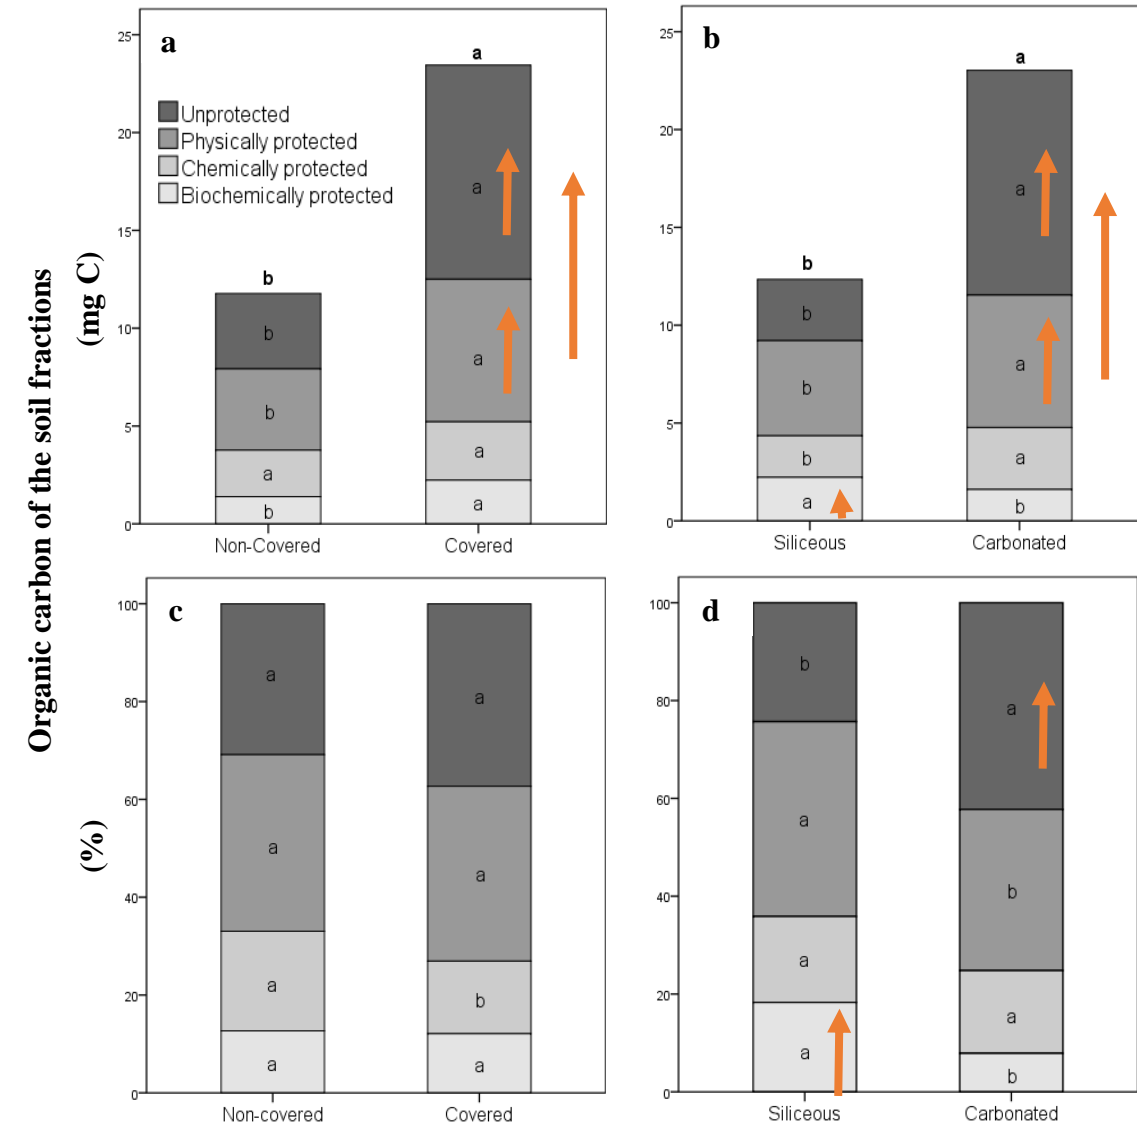 Organic carbon of the soil fractions
(mg C)
(%)
a
25
20
15
10
5
0
Unprotected
Physically protected
Chemically protected
Biochemically protected
b
b
b
a
b
a
a
a
a
a
Non-Covered
Covered
b
25
20
15
10
5
0
b
b
b
b
a
a
a
a
a
b
Siliceous
Carbonated
c
100
80
60
40
20
0
a
a
a
a
a
a
b
a
Non-covered
Covered
d
100
80
60
40
20
0
b
a
a
a
a
b
a
b
Siliceous
Carbonated